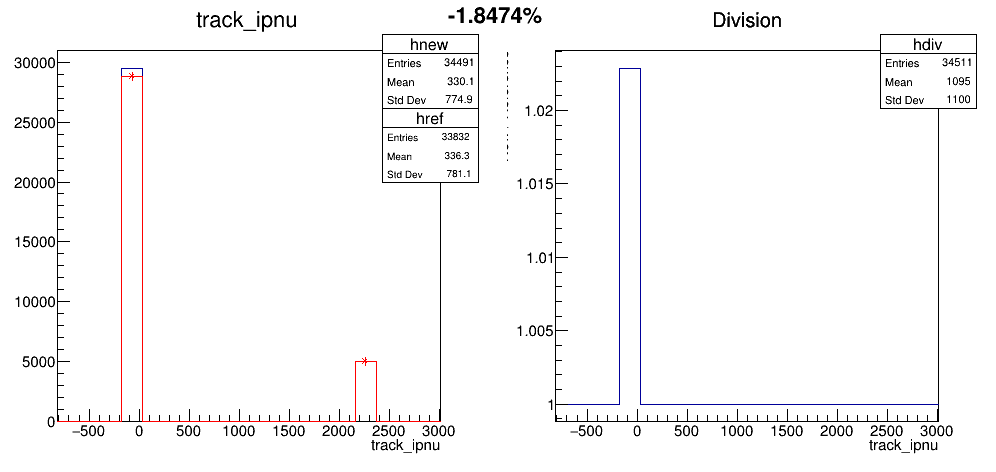 track_ipnu
-1.8474%
Division
hnew
Entries 34491
Mean 330.1
Std Dev 774.9
href
Entries 33832
Mean 336.3
Std Dev 781.1
30000
25000
20000
15000
10000
5000
0
−500 0 500 1000 1500 2000 2500 3000
track_ipnu
hdiv
Entries 34511
Mean 1095
Std Dev 1100
1.02
1.015
1.01
1.005
1
−500 0 500 1000 1500 2000 2500 3000
track_ipnu